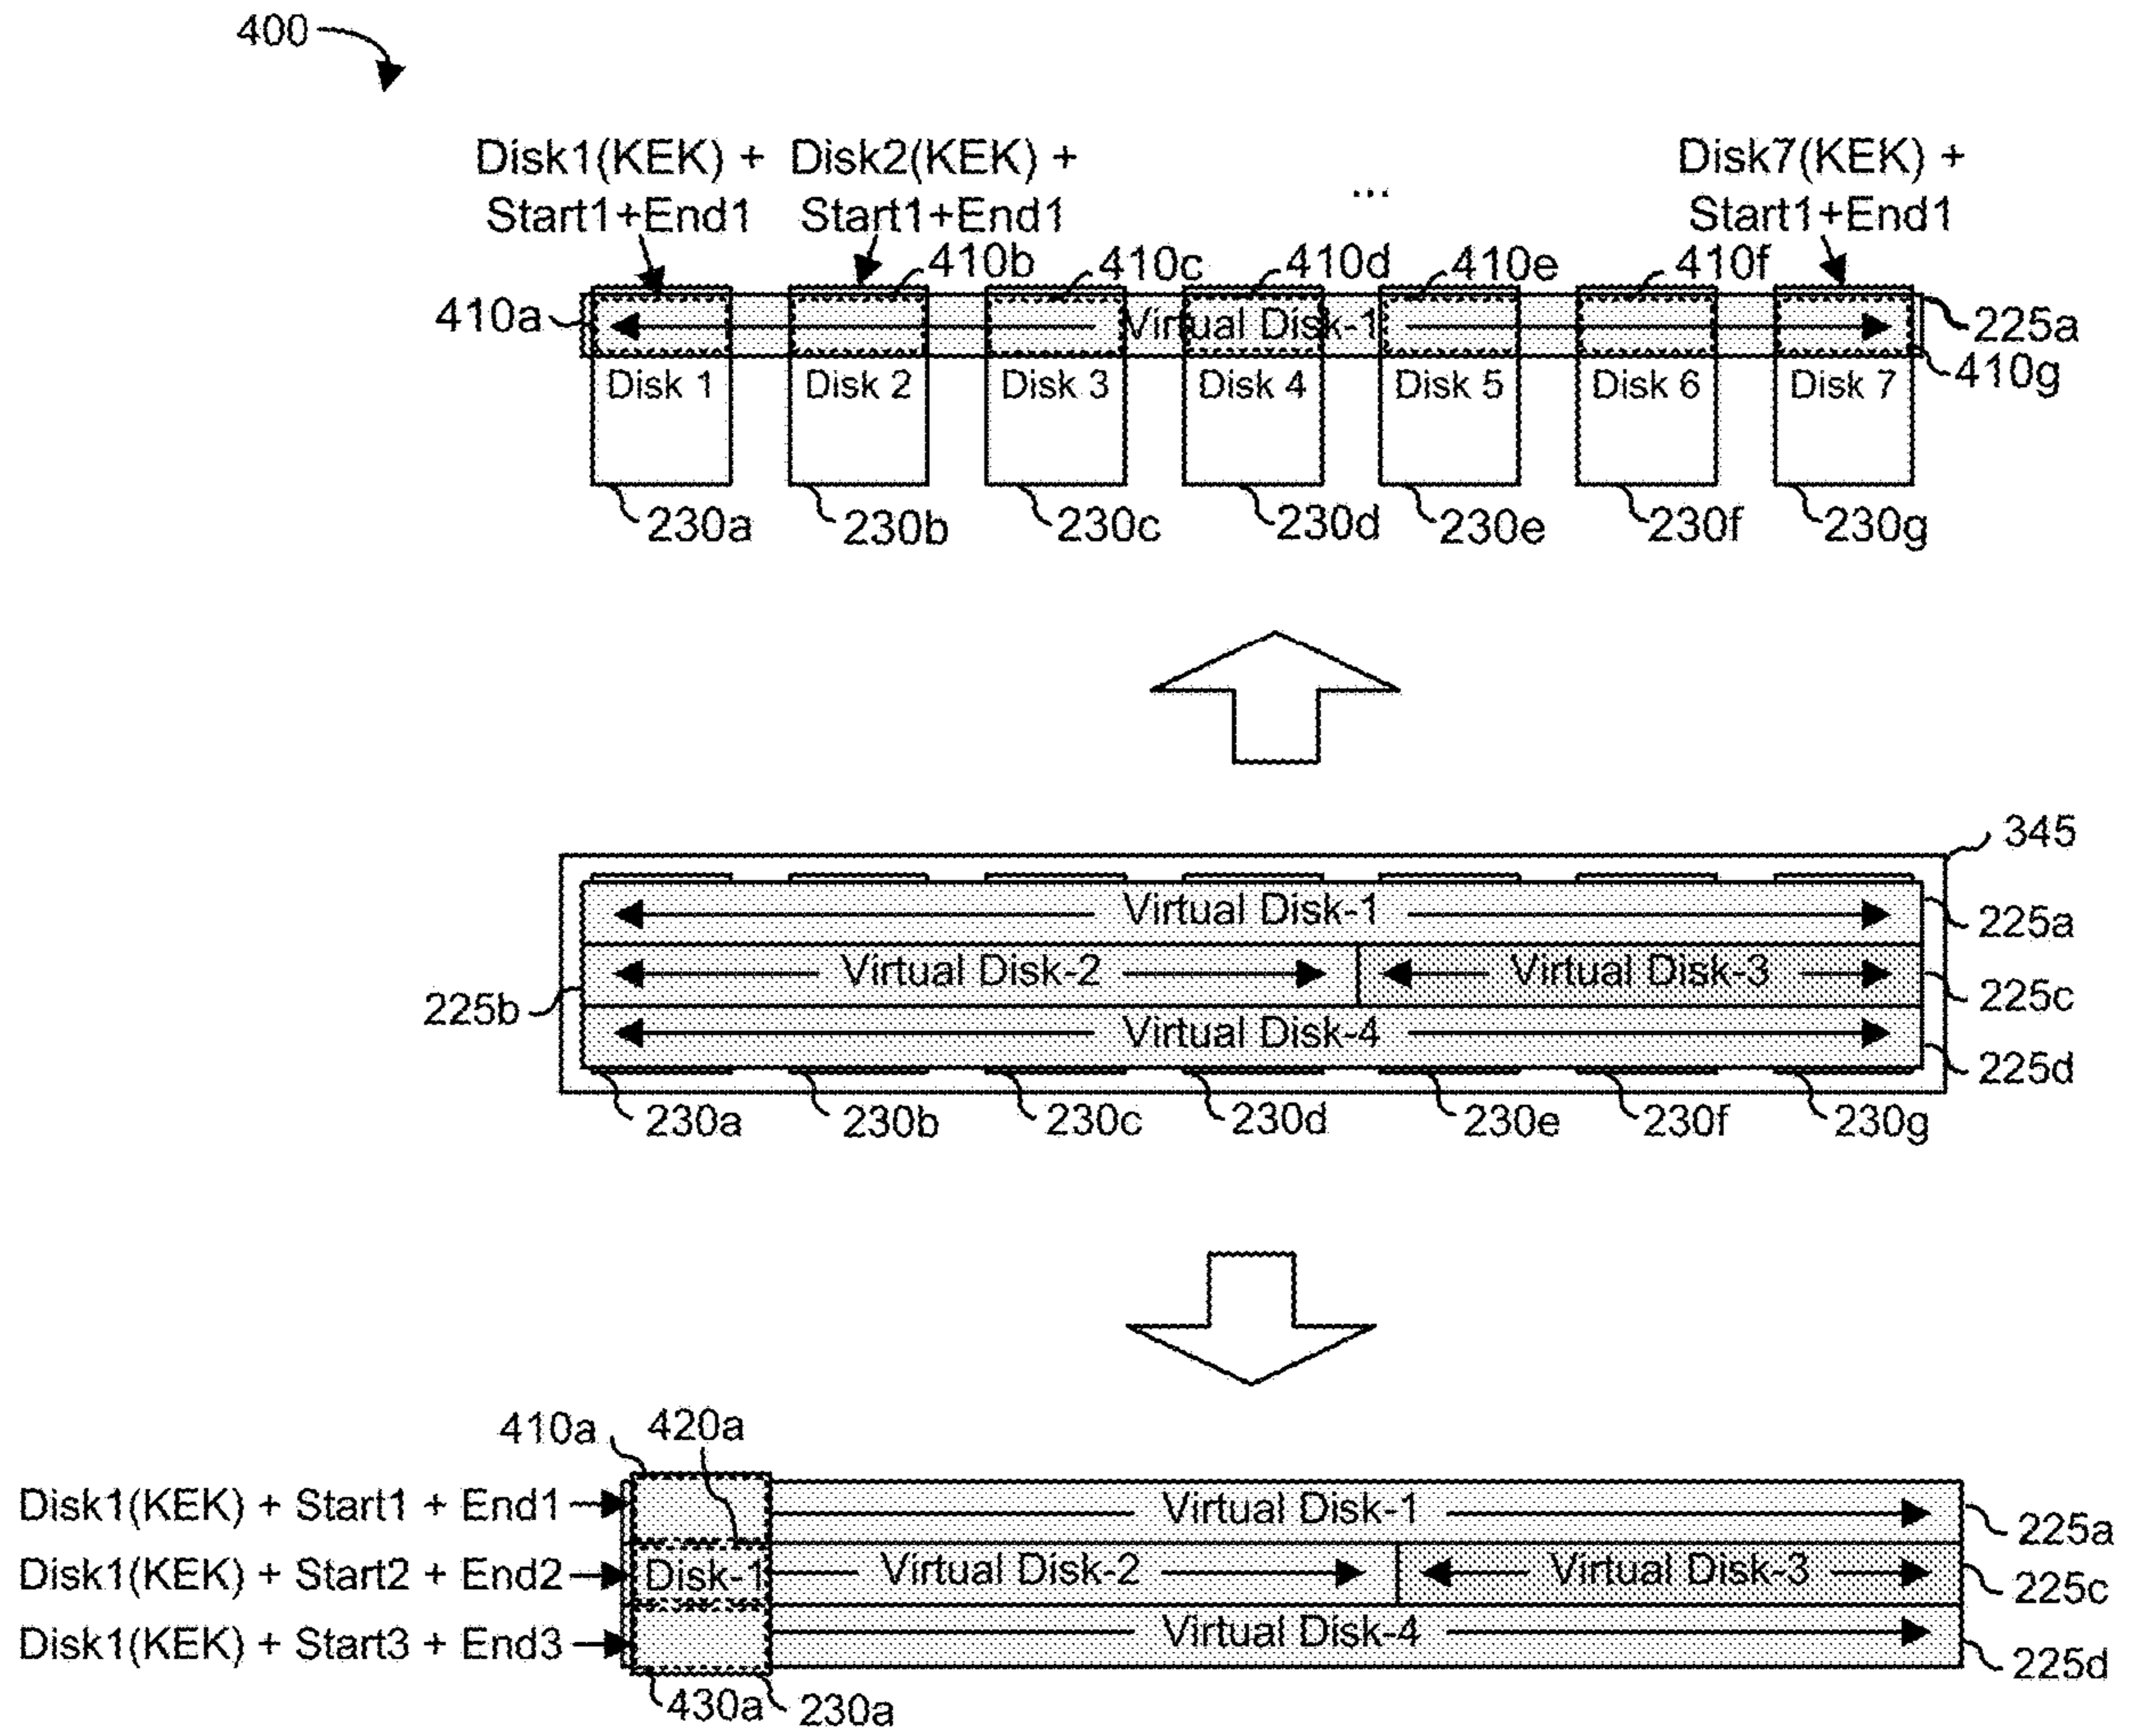 400
Disk1(KEK) + Disk2(KEK) + Disk7(KEK) +
Start1+End1 Start1+End1 ... Start1+End1
410b 410c 410d 410e 410f
410a Virtual Disk-1 225a
Disk 1 Disk 2 Disk 3 Disk 4 Disk 5 Disk 6 Disk 7 410g
230a 230b 230c 230d 230e 230f 230g
345
Virtual Disk-1 225a
Virtual Disk-2 Virtual Disk-3
225b 225c
Virtual Disk-4
225d
230a 230b 230c 230d 230e 230f 230g
410a 420a
Disk1(KEK) + Start1 + End1 Virtual Disk-1 225a
Disk1(KEK) + Start2 + End2 Disk-1 Virtual Disk-2 Virtual Disk-3 225c
Disk1(KEK) + Start3 + End3 Virtual Disk-4 225d
430a 230a